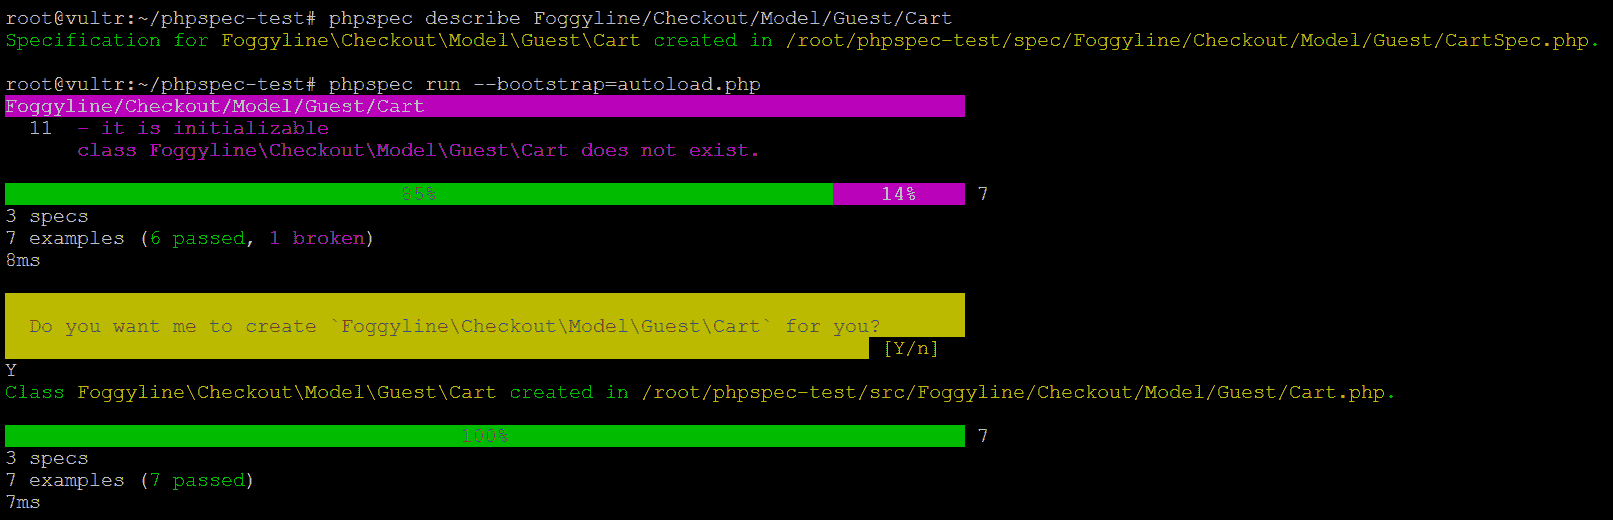 root@vultr:~/phpspec-test# phpspec describe Foggyline/Checkout/Model/Guest/Cart
Specification for Foggyline\Checkout\Model\Guest\Cart created in /root/phpspec-test/spec/Foggyline/Checkout/Model/Guest/CartSpec.php.
root@vultr:~/phpspec-test# phpspec run --bootstrap=autoload.php
Foggyline/Checkout/Model/Guest/Cart
11 - it is initializable
class Foggyline\Checkout\Model\Guest\Cart does not exist.
85% 14% 7
3 specs
7 examples (6 passed, 1 broken)
8ms
Do you want me to create `Foggyline\Checkout\Model\Guest\Cart` for you?
[Y/n]
Y
Class Foggyline\Checkout\Model\Guest\Cart created in /root/phpspec-test/src/Foggyline/Checkout/Model/Guest/Cart.php.
100% 7
3 specs
7 examples (7 passed)
7ms